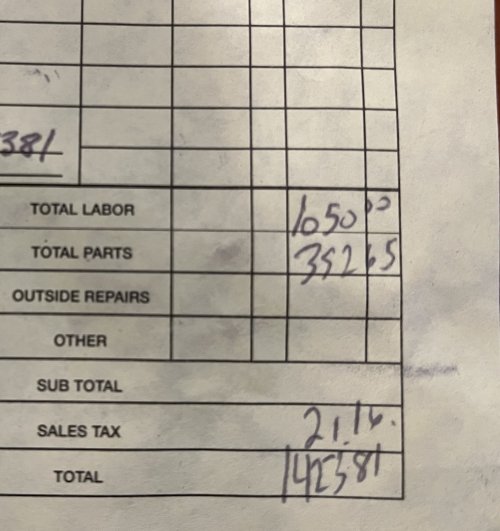 381
TOTAL LABOR 1050 00
TOTAL PARTS 352 65
OUTSIDE REPAIRS
OTHER
SUB TOTAL
SALES TAX 21.16.
TOTAL 1423 81